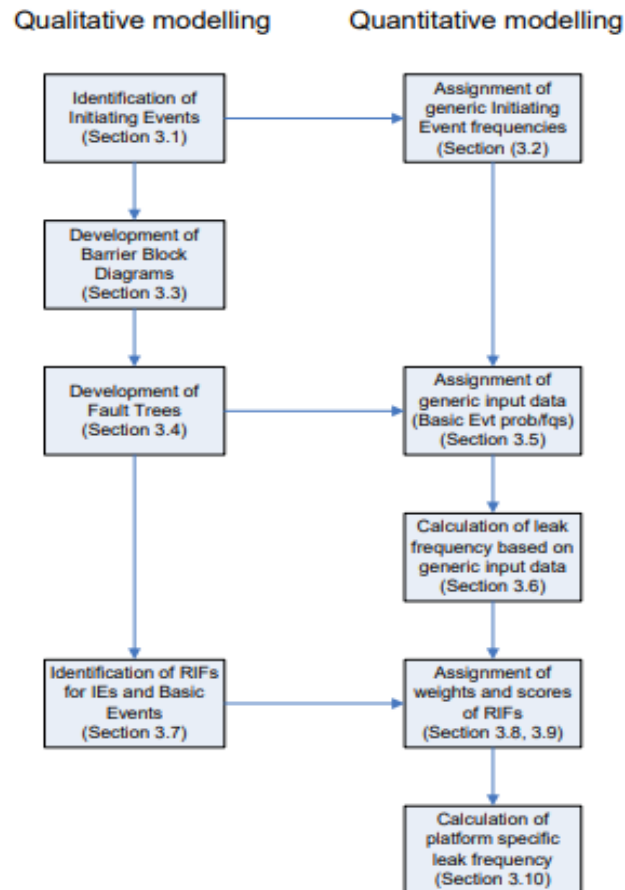 Qualitative modelling
Quantitative modelling
Identification of
Initiating Events
(Section 3.1)
Assignment of
generic Initiating
Event frequencies
(Section (3.2)
Development of
Barrier Block
Diagrams
(Section 3.3)
Development of
Fault Trees
(Section 3.4)
Assignment of
generic input data
(Basic Evt prob/fqs)
(Section 3.5)
Calculation of leak
frequency based on
generic input data
(Section 3.6)
Identification of RIFs
for IEs and Basic
Events
(Section 3.7)
Assignment of
weights and scores
of RIFs
(Section 3.8, 3.9)
Calculation of
platform specific
leak frequency
(Section 3.10)